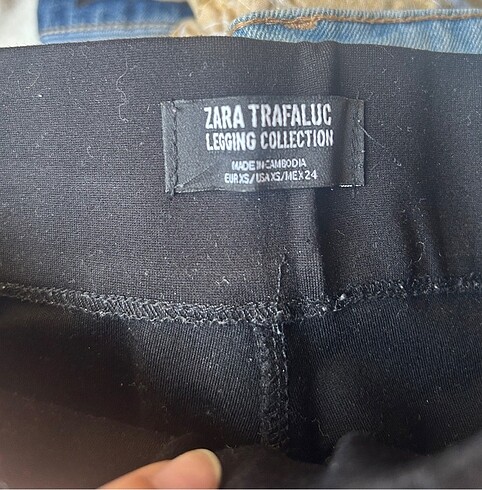 ZARA TRAFALUC
LEGGING COLLECTION
MADE IN CAMBODIA
EUR XS/USA XS/MEX 24